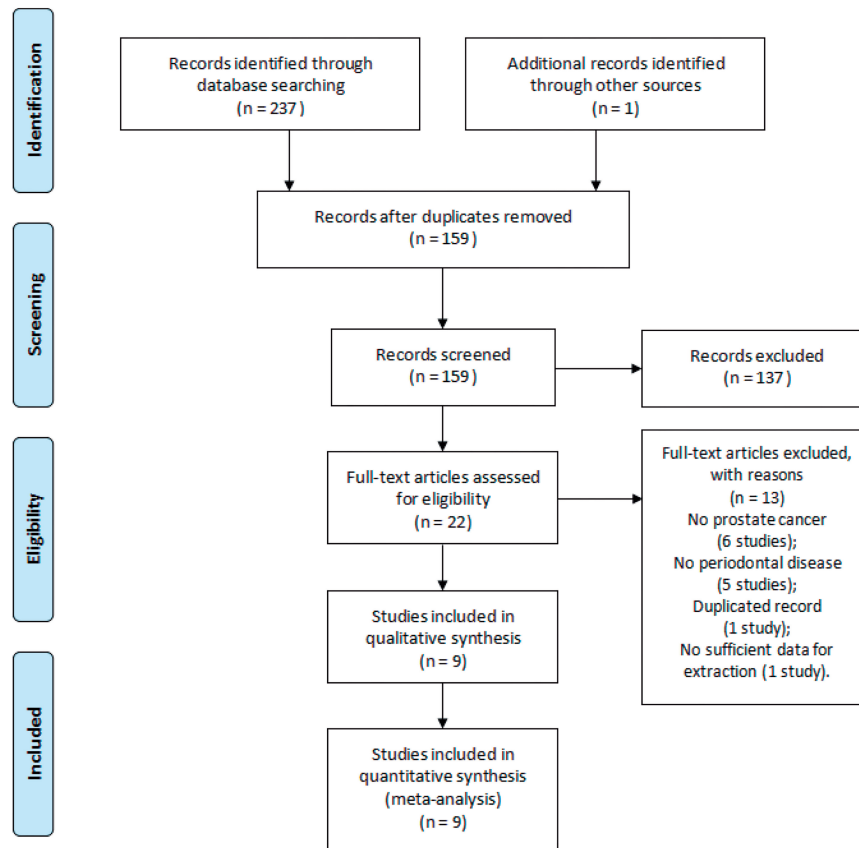 Identification
Records identified through
database searching
(n = 237)
Additional records identified
through other sources
(n = 1)
Records after duplicates removed
(n = 159)
Screening
Records screened
(n = 159)
Records excluded
(n = 137)
Eligibility
Full-text articles assessed
for eligibility
(n = 22)
Full-text articles excluded,
with reasons
(n = 13)
No prostate cancer
(6 studies);
No periodontal disease
(5 studies);
Duplicated record
(1 study);
No sufficient data for
extraction (1 study).
Studies included in
qualitative synthesis
(n = 9)
Included
Studies included in
quantitative synthesis
(meta-analysis)
(n = 9)